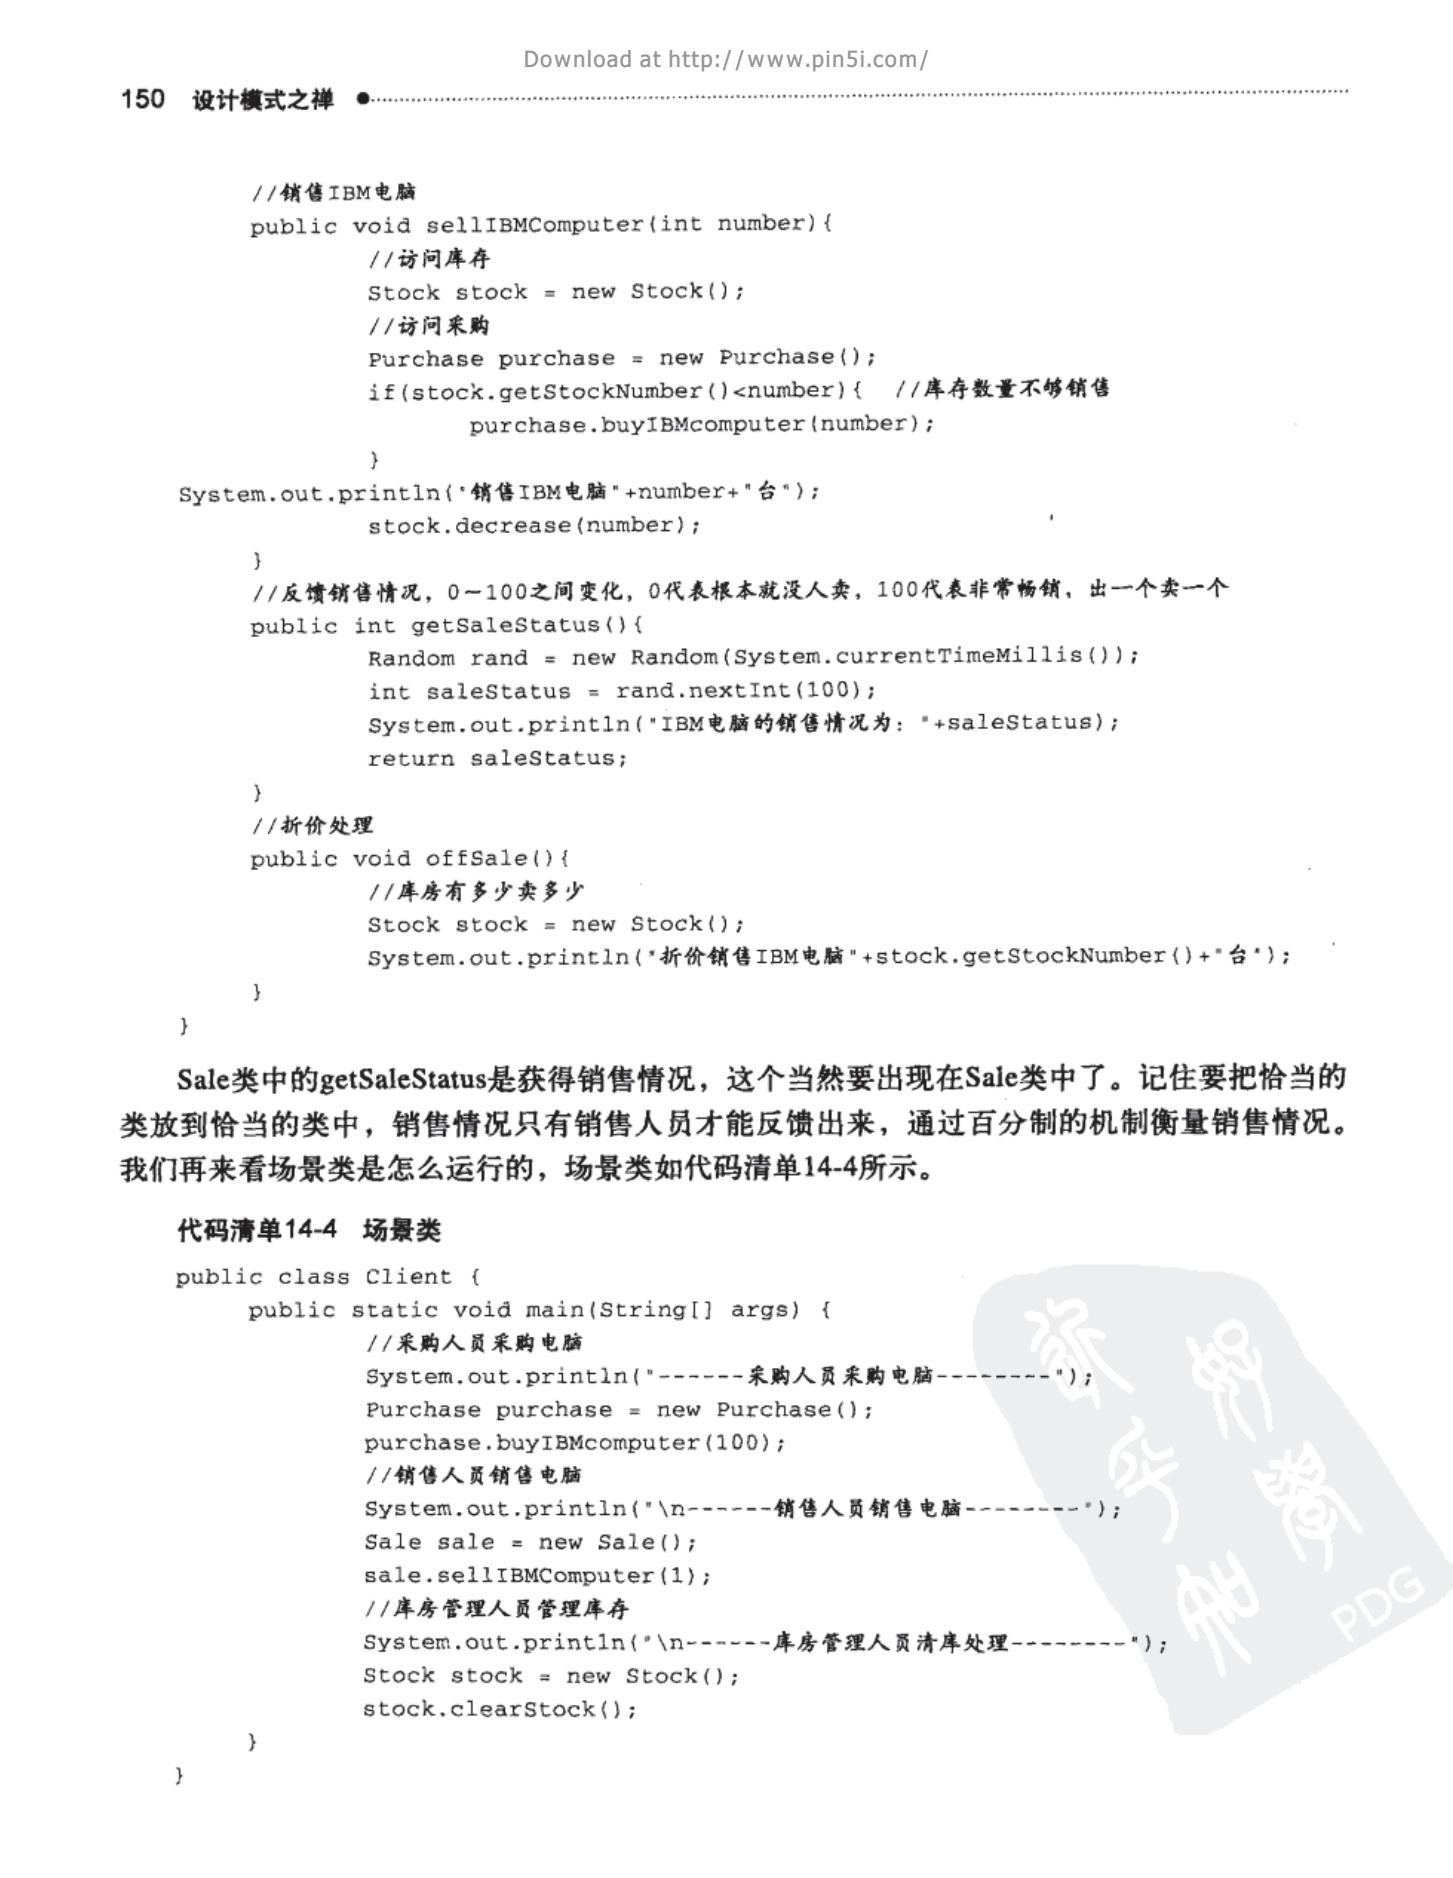 Download at http://www.pin5i.com/
150 设计模式之禅
//销售IBM电脑
public void sellIBMComputer(int number){
//访问库存
Stock stock = new Stock();
//访问采购
Purchase purchase = new Purchase();
if(stock.getStockNumber()<number){ //库存数量不够销售
purchase.buyIBMcomputer(number);
}
System.out.println("销售IBM电脑"+number+"台");
stock.decrease(number);
}
//反馈销售情况，0～100之间变化，0代表根本就没人卖，100代表非常畅销，出一个卖一个
public int getSaleStatus(){
Random rand = new Random(System.currentTimeMillis());
int saleStatus = rand.nextInt(100);
System.out.println("IBM电脑的销售情况为："+saleStatus);
return saleStatus;
}
//折价处理
public void offSale(){
//库房有多少卖多少
Stock stock = new Stock();
System.out.println("折价销售IBM电脑"+stock.getStockNumber()+"台");
}
}
Sale类中的getSaleStatus是获得销售情况，这个当然要出现在Sale类中了。记住要把恰当的
类放到恰当的类中，销售情况只有销售人员才能反馈出来，通过百分制的机制衡量销售情况。
我们再来看场景类是怎么运行的，场景类如代码清单14-4所示。
代码清单14-4 场景类
public class Client {
public static void main(String[] args) {
//采购人员采购电脑
System.out.println("------采购人员采购电脑--------");
Purchase purchase = new Purchase();
purchase.buyIBMcomputer(100);
//销售人员销售电脑
System.out.println("\n------销售人员销售电脑--------");
Sale sale = new Sale();
sale.sellIBMComputer(1);
//库房管理人员管理库存
System.out.println("\n------库房管理人员清库处理--------");
Stock stock = new Stock();
stock.clearStock();
}
}
PDG